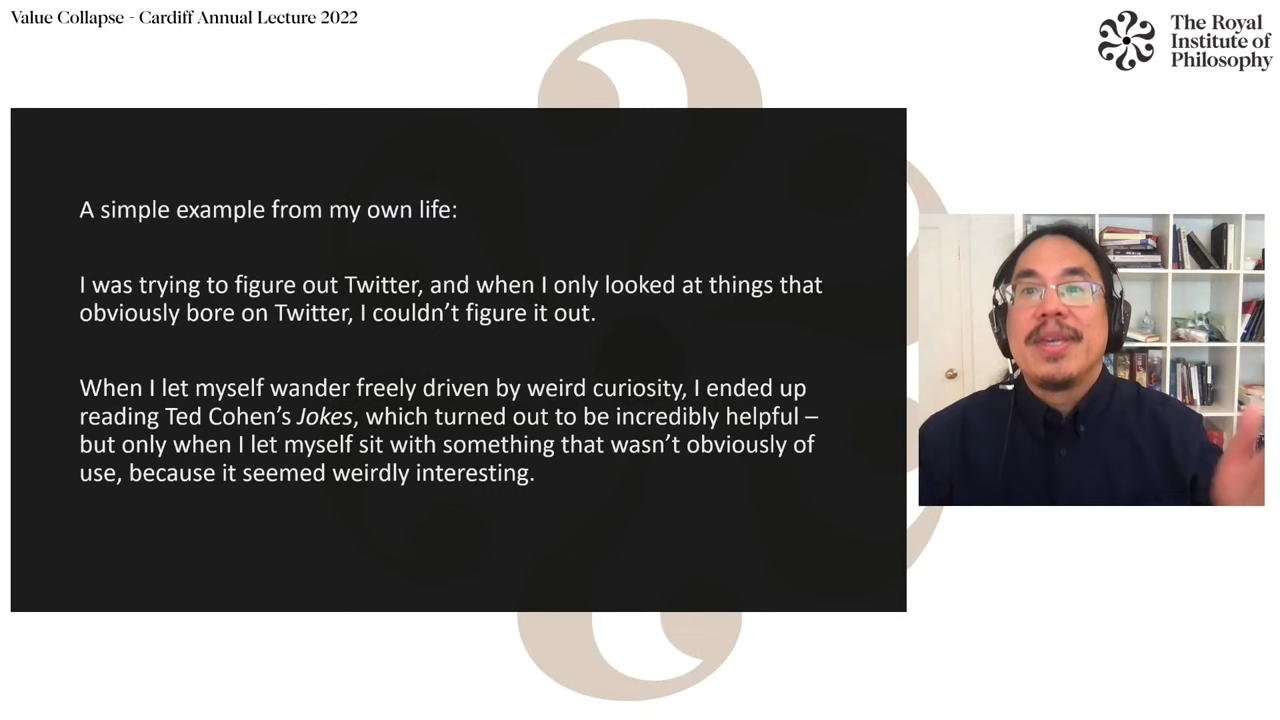 Value Collapse - Cardiff Annual Lecture 2022
The Royal
Institute of
Philosophy
A simple example from my own life:
I was trying to figure out Twitter, and when I only looked at things that
obviously bore on Twitter, I couldn’t figure it out.
When I let myself wander freely driven by weird curiosity, I ended up
reading Ted Cohen’s Jokes, which turned out to be incredibly helpful –
but only when I let myself sit with something that wasn’t obviously of
use, because it seemed weirdly interesting.